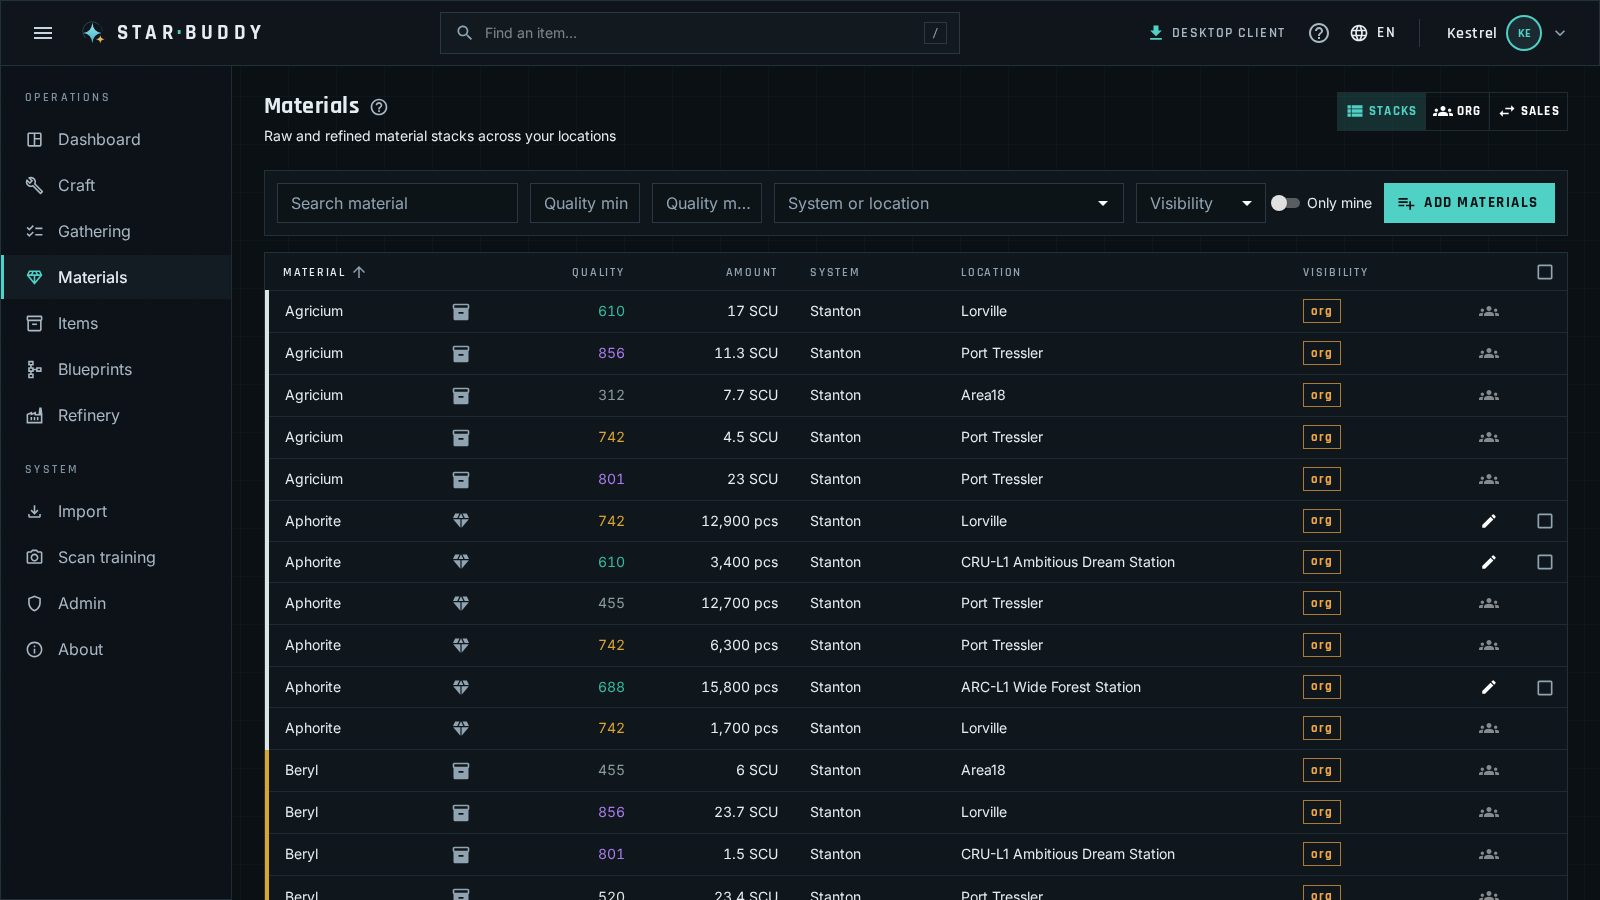 STAR·BUDDY
Find an item...
/
DESKTOP CLIENT
EN
Kestrel
KE
OPERATIONS
Dashboard
Craft
Gathering
Materials
Items
Blueprints
Refinery
SYSTEM
Import
Scan training
Admin
About
Materials
Raw and refined material stacks across your locations
STACKS
ORG
SALES
Search material
Quality min
Quality m...
System or location
Visibility
Only mine
ADD MATERIALS
MATERIAL QUALITY AMOUNT SYSTEM LOCATION VISIBILITY
Agricium 610 17 SCU Stanton Lorville org
Agricium 856 11.3 SCU Stanton Port Tressler org
Agricium 312 7.7 SCU Stanton Area18 org
Agricium 742 4.5 SCU Stanton Port Tressler org
Agricium 801 23 SCU Stanton Port Tressler org
Aphorite 742 12,900 pcs Stanton Lorville org
Aphorite 610 3,400 pcs Stanton CRU-L1 Ambitious Dream Station org
Aphorite 455 12,700 pcs Stanton Port Tressler org
Aphorite 742 6,300 pcs Stanton Port Tressler org
Aphorite 688 15,800 pcs Stanton ARC-L1 Wide Forest Station org
Aphorite 742 1,700 pcs Stanton Lorville org
Beryl 455 6 SCU Stanton Area18 org
Beryl 856 23.7 SCU Stanton Lorville org
Beryl 801 1.5 SCU Stanton CRU-L1 Ambitious Dream Station org
Beryl 520 23.4 SCU Stanton Port Tressler org